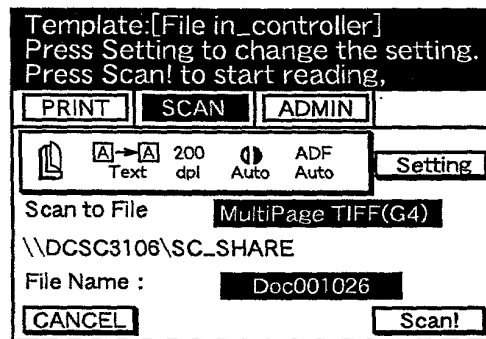 Template:[File in_controller]
Press Setting to change the setting.
Press Scan! to start reading,
PRINT SCAN ADMIN
A→A 200 Auto ADF
Text dpl Auto Setting
Scan to File MultiPage TIFF(G4)
\\DCSC3106\SC_SHARE
File Name : Doc001026
CANCEL Scan!